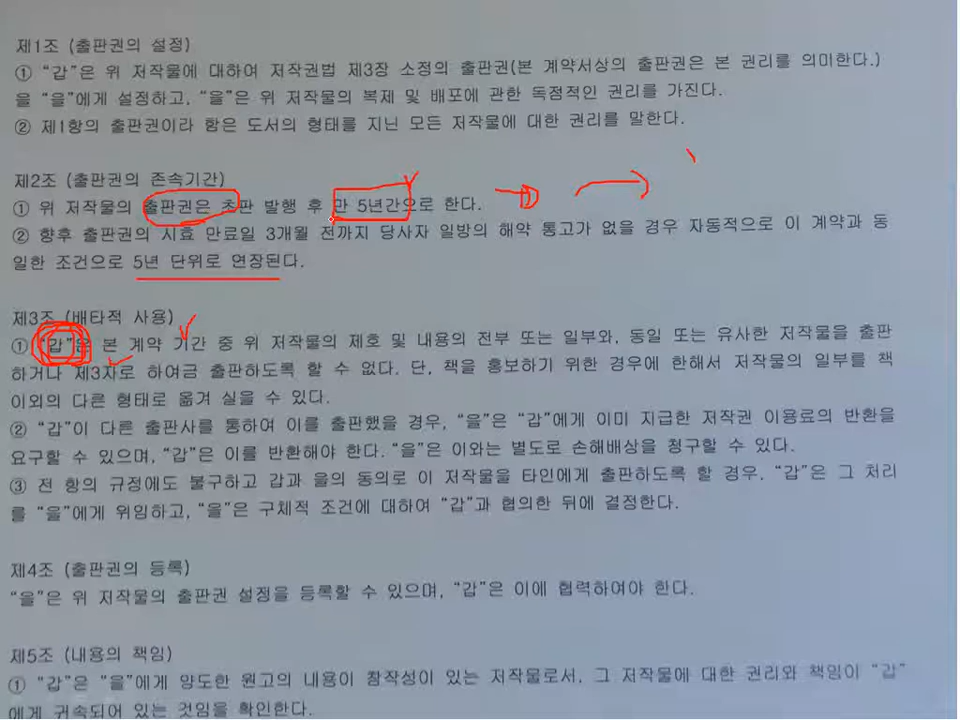 제1조 (출판권의 설정)
① “갑”은 위 저작물에 대하여 저작권법 제3장 소정의 출판권(본 계약서상의 출판권은 본 권리를 의미한다.)
을 “을”에게 설정하고, “을”은 위 저작물의 복제 및 배포에 관한 독점적인 권리를 가진다.
② 제1항의 출판권이라 함은 도서의 형태를 지닌 모든 저작물에 대한 권리를 말한다.
제2조 (출판권의 존속기간)
① 위 저작물의 출판권은 초판 발행 후 만 5년간으로 한다.
② 향후 출판권의 시효 만료일 3개월 전까지 당사자 일방의 해약 통고가 없을 경우 자동적으로 이 계약과 동
일한 조건으로 5년 단위로 연장된다.
제3조 (배타적 사용)
① “갑”은 본 계약 기간 중 위 저작물의 제호 및 내용의 전부 또는 일부와, 동일 또는 유사한 저작물을 출판
하거나 제3자로 하여금 출판하도록 할 수 없다. 단, 책을 홍보하기 위한 경우에 한해서 저작물의 일부를 책
이외의 다른 형태로 옮겨 실을 수 있다.
② “갑”이 다른 출판사를 통하여 이를 출판했을 경우, “을”은 “갑”에게 이미 지급한 저작권 이용료의 반환을
요구할 수 있으며, “갑”은 이를 반환해야 한다. “을”은 이와는 별도로 손해배상을 청구할 수 있다.
③ 전 항의 규정에도 불구하고 갑과 을의 동의로 이 저작물을 타인에게 출판하도록 할 경우, “갑”은 그 처리
를 “을”에게 위임하고, “을”은 구체적 조건에 대하여 “갑”과 협의한 뒤에 결정한다.
제4조 (출판권의 등록)
“을”은 위 저작물의 출판권 설정을 등록할 수 있으며, “갑”은 이에 협력하여야 한다.
제5조 (내용의 책임)
① “갑”은 “을”에게 양도한 원고의 내용이 창작성이 있는 저작물로서, 그 저작물에 대한 권리와 책임이 “갑”
에게 귀속되어 있는 것임을 확인한다.